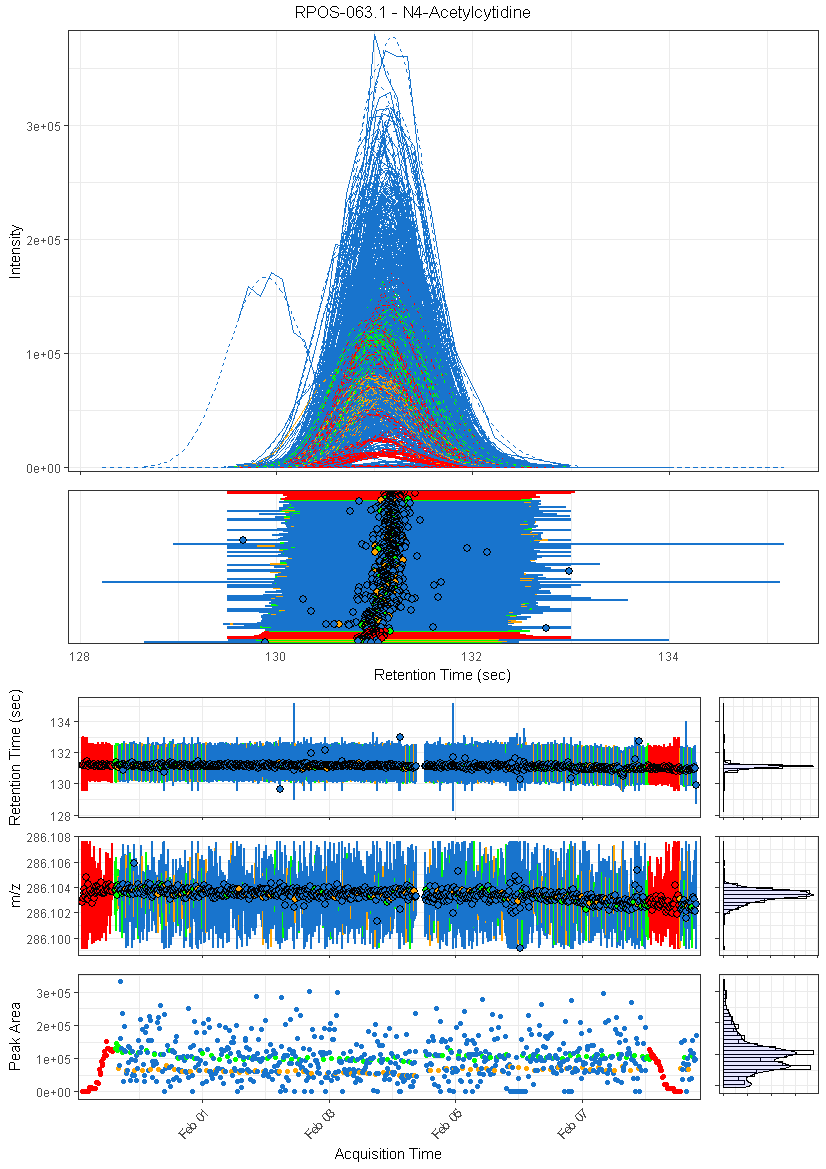 RPOS-063.1 - N4-Acetylcytidine
Intensity
3e+05
2e+05
1e+05
0e+00
128
130
132
134
Retention Time (sec)
Retention Time (sec)
134
132
130
128
m/z
286.108
286.106
286.104
286.102
286.100
Peak Area
3e+05
2e+05
1e+05
0e+00
Feb 01
Feb 03
Feb 05
Feb 07
Acquisition Time